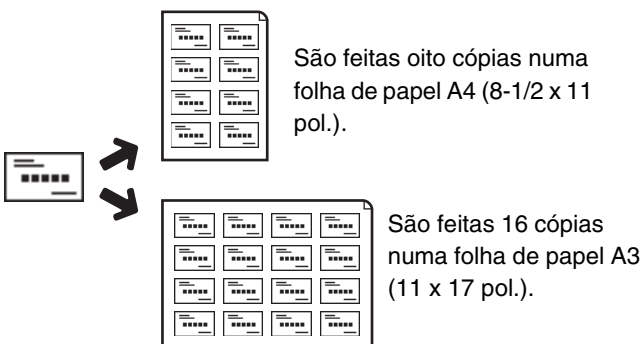 São feitas oito cópias numa
folha de papel A4 (8-1/2 x 11
pol.).
São feitas 16 cópias
numa folha de papel A3
(11 x 17 pol.).